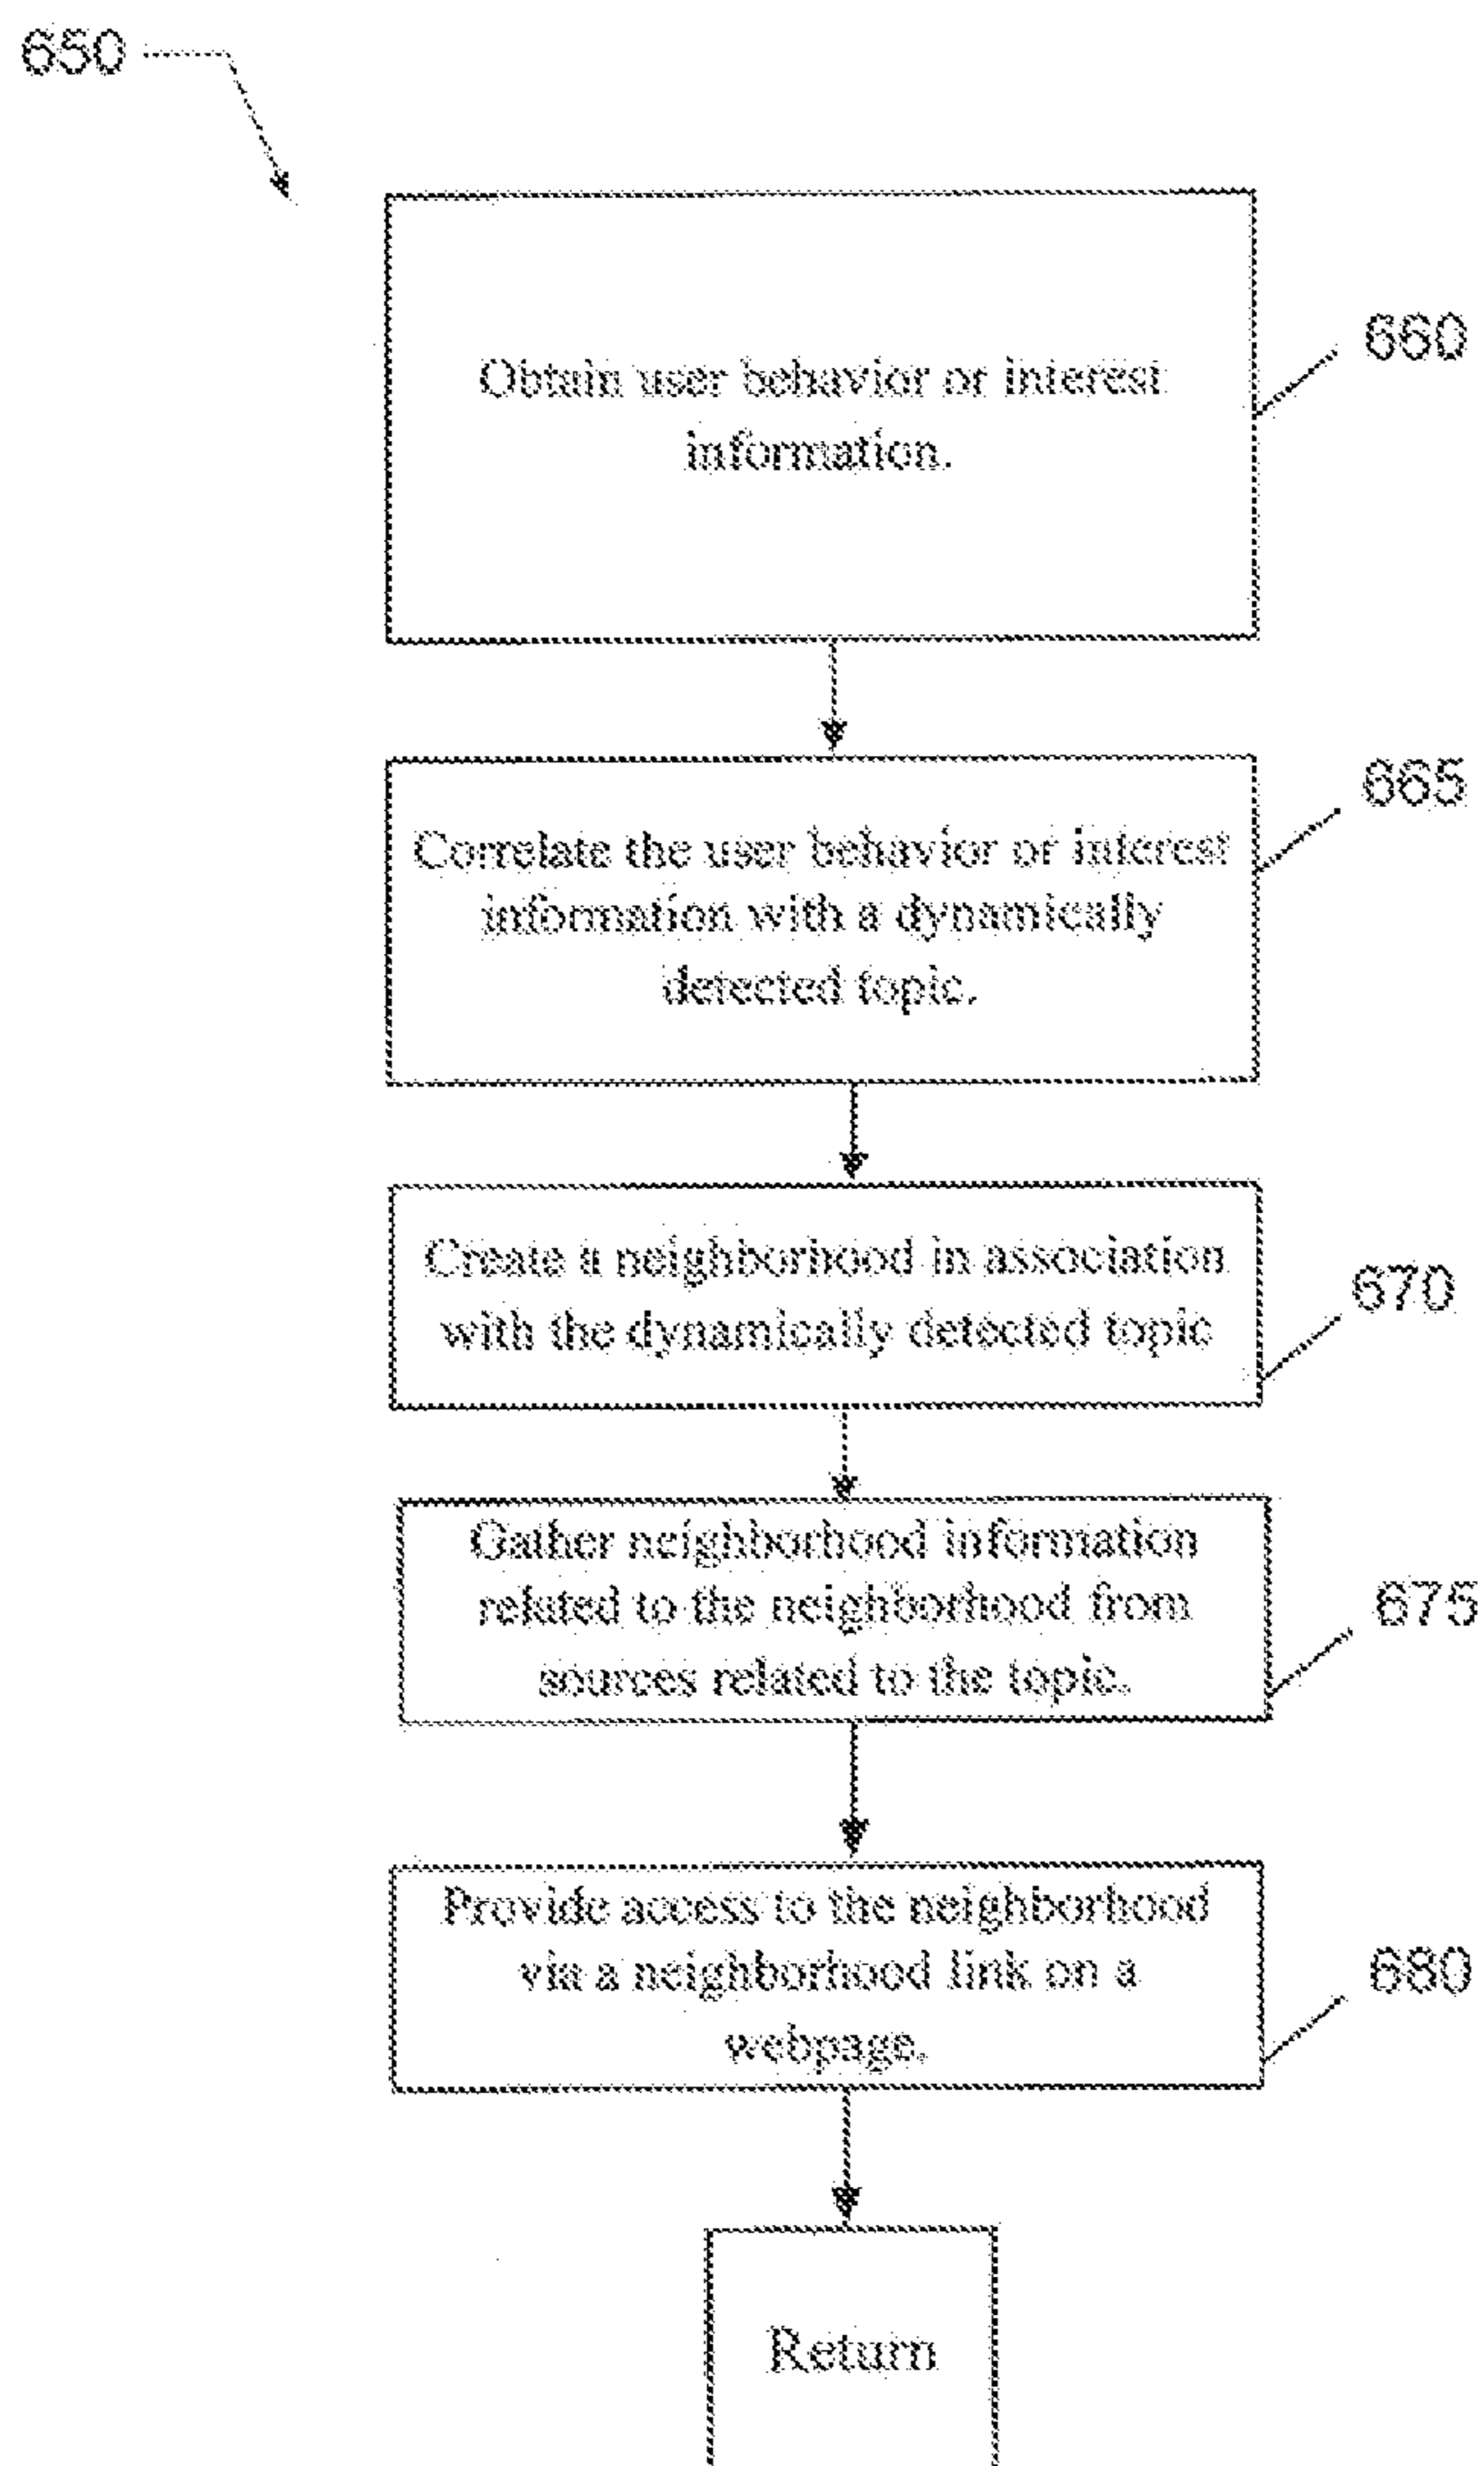 650
Obtain user behavior or interest
information.
660
Correlate the user behavior or interest
information with a dynamically
detected topic.
665
Create a neighborhood in association
with the dynamically detected topic
670
Gather neighborhood information
related to the neighborhood from
sources related to the topic.
675
Provide access to the neighborhood
via a neighborhood link on a
webpage.
680
Return